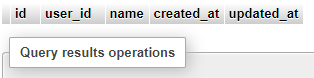 id user_id name created_at updated_at
Query results operations